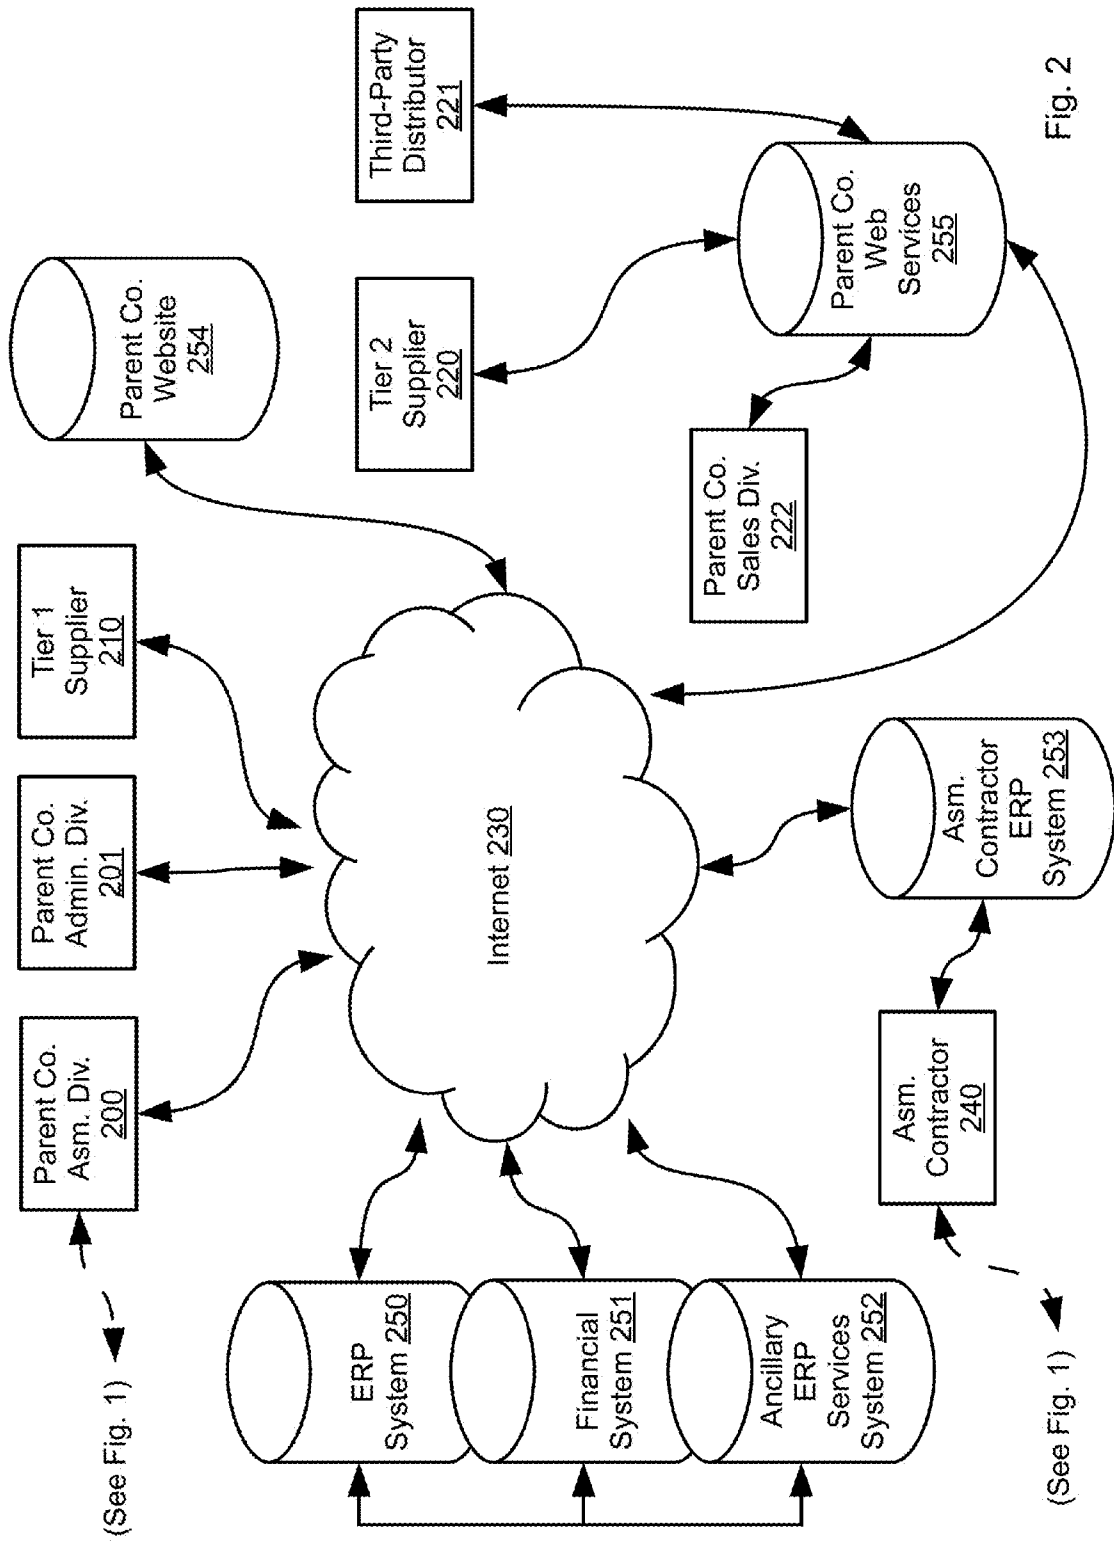 (See Fig. 1)
Parent Co.
Asm. Div.
200
Parent Co.
Admin. Div.
201
Tier 1
Supplier
210
Parent Co.
Website
254
ERP
System 250
Financial
System 251
Ancillary
ERP
Services
System 252
Internet 230
Tier 2
Supplier
220
Third-Party
Distributor
221
Parent Co.
Sales Div.
222
Parent Co.
Web
Services
255
(See Fig. 1)
Asm.
Contractor
240
Asm.
Contractor
ERP
System 253
Fig. 2